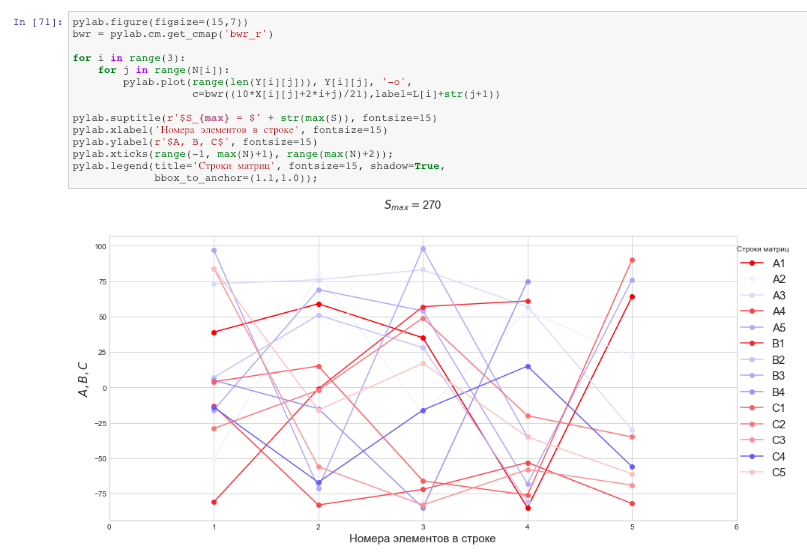 In [71]:
pylab.figure(figsize=(15,7))
bwr = pylab.cm.get_cmap('bwr_r')
for i in range(3):
    for j in range(N[i]):
        pylab.plot(range(len(Y[i][j])), Y[i][j], '-o',
                   c=bwr((10*X[i][j]+2*i+j)/21),label=L[i]+str(j+1))
pylab.suptitle(r'$S_{max} = $' + str(max(S)), fontsize=15)
pylab.xlabel('Номера элементов в строке', fontsize=15)
pylab.ylabel(r'$A, B, C$', fontsize=15)
pylab.xticks(range(-1, max(N)+1), range(max(N)+2));
pylab.legend(title='Строки матриц', fontsize=15, shadow=True,
             bbox_to_anchor=(1.1,1.0));
S_max = 270
100
75
50
25
0
−25
−50
−75
A, B, C
0 1 2 3 4 5 6
Номера элементов в строке
Строки матриц
A1
A2
A3
A4
A5
B1
B2
B3
B4
C1
C2
C3
C4
C5